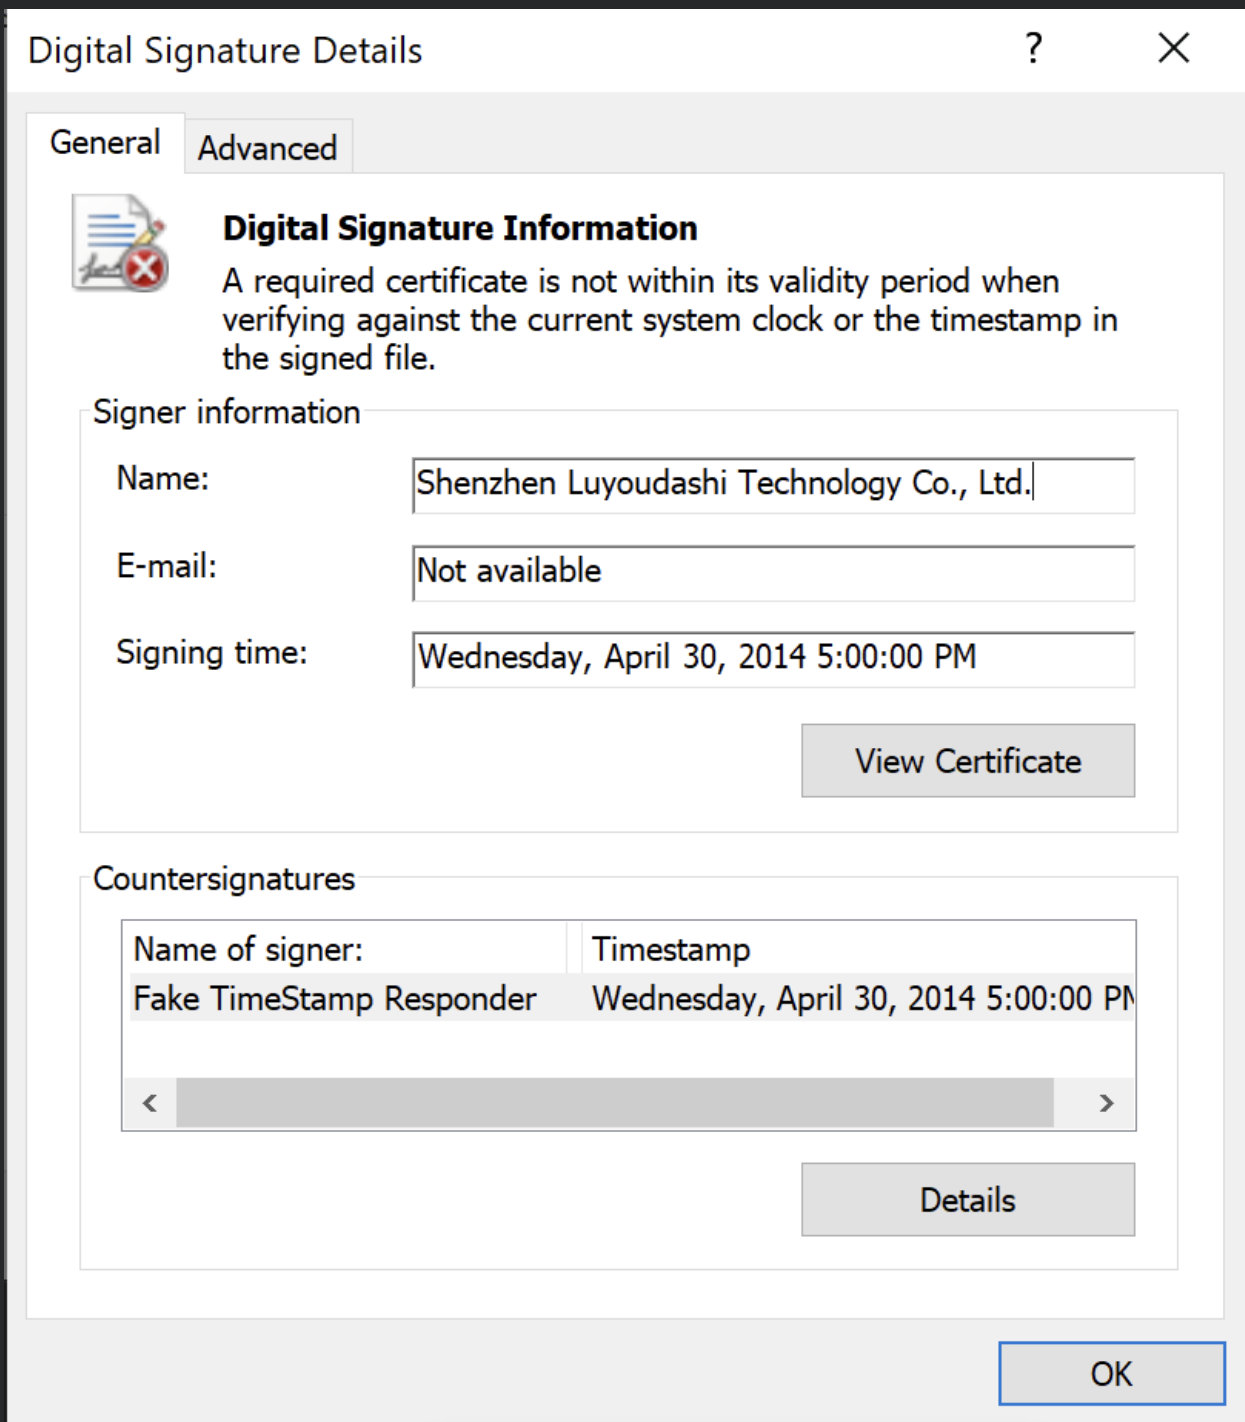 Digital Signature Details
?
General
Advanced
Digital Signature Information
A required certificate is not within its validity period when
verifying against the current system clock or the timestamp in
the signed file.
Signer information
Name: Shenzhen Luyoudashi Technology Co., Ltd.
E-mail: Not available
Signing time: Wednesday, April 30, 2014 5:00:00 PM
View Certificate
Countersignatures
Name of signer: Timestamp
Fake TimeStamp Responder Wednesday, April 30, 2014 5:00:00 PM
Details
OK